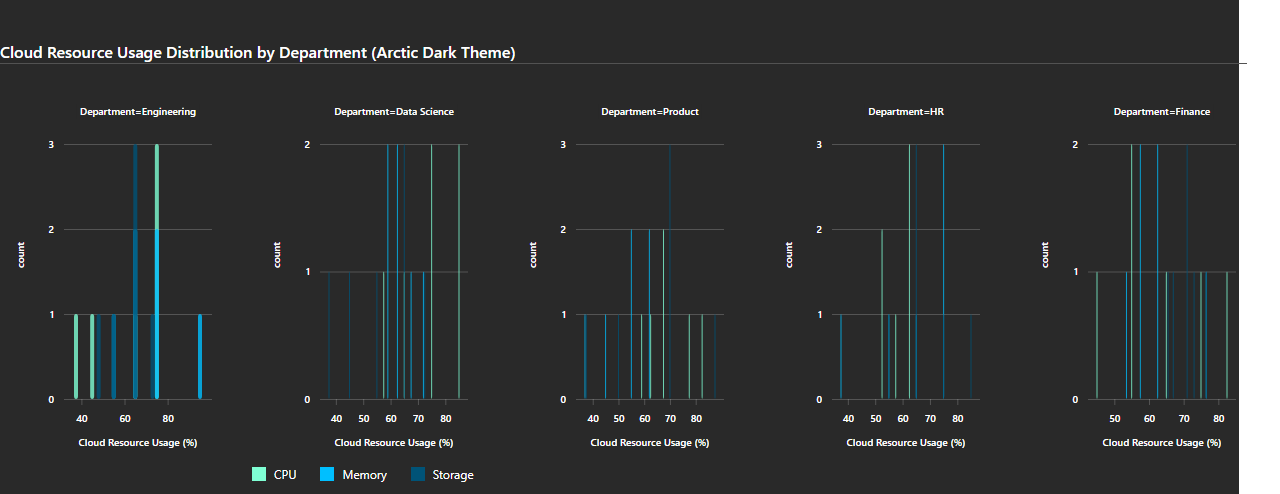 Cloud Resource Usage Distribution by Department (Arctic Dark Theme)
Department=Engineering
Department=Data Science
Department=Product
Department=HR
Department=Finance
3
2
1
0
count
40 60 80
Cloud Resource Usage (%)
2
1
0
count
40 50 60 70 80
Cloud Resource Usage (%)
3
2
1
0
count
40 50 60 70 80
Cloud Resource Usage (%)
3
2
1
0
count
40 50 60 70 80
Cloud Resource Usage (%)
2
1
0
count
50 60 70 80
Cloud Resource Usage (%)
CPU Memory Storage